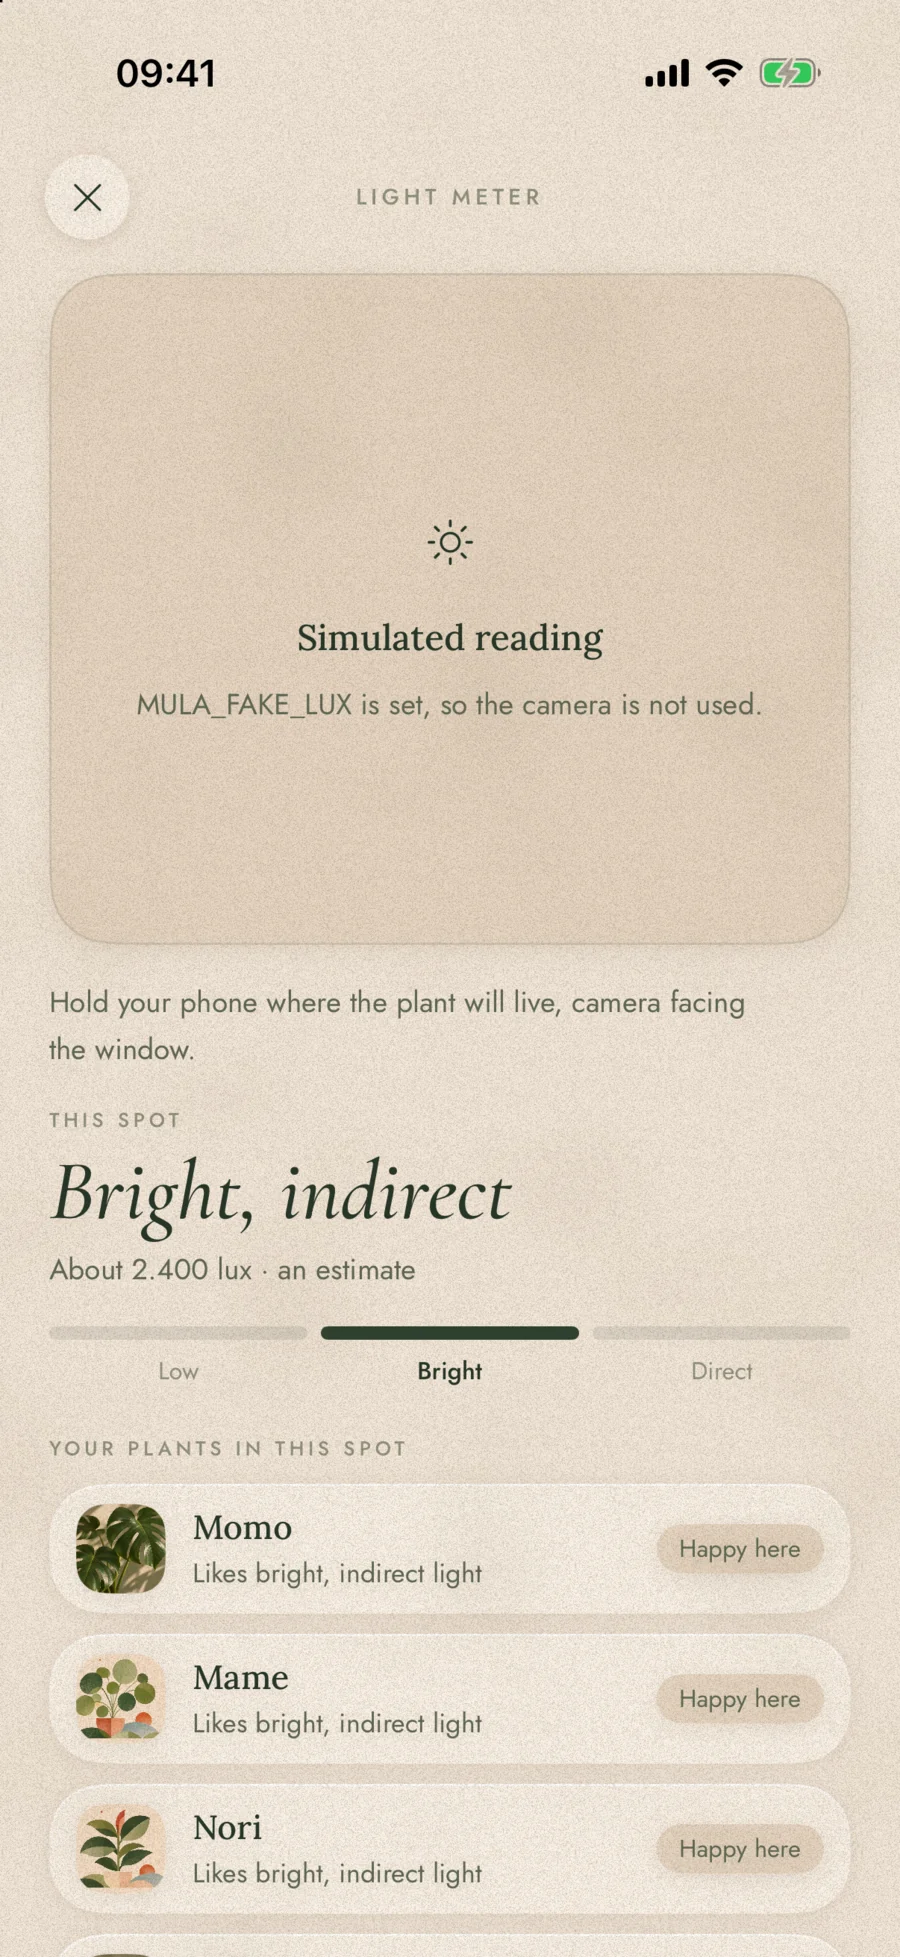 09:41
LIGHT METER
Simulated reading
MULA_FAKE_LUX is set, so the camera is not used.
Hold your phone where the plant will live, camera facing
the window.
THIS SPOT
Bright, indirect
About 2.400 lux · an estimate
Low
Bright
Direct
YOUR PLANTS IN THIS SPOT
Momo
Likes bright, indirect light
Happy here
Mame
Likes bright, indirect light
Happy here
Nori
Likes bright, indirect light
Happy here